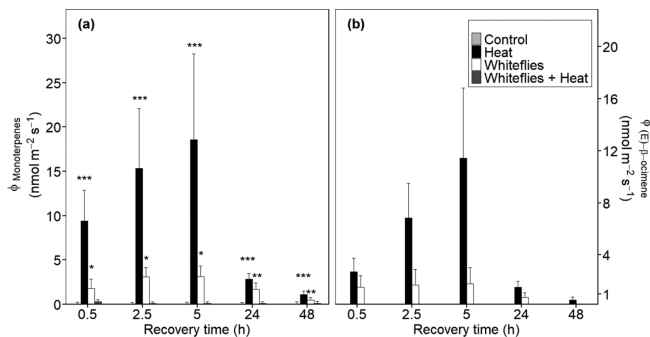 (a)
30
25
20
15
10
5
0
ϕ Monoterpenes
(nmol m−2 s−1)
***
***
***
***
***
*
*
*
**
**
0.5 2.5 5 24 48
Recovery time (h)
(b)
Control
Heat
Whiteflies
Whiteflies + Heat
20
16
12
8
4
1
φ (E)−β−ocimene
(nmol m−2 s−1)
0.5 2.5 5 24 48
Recovery time (h)